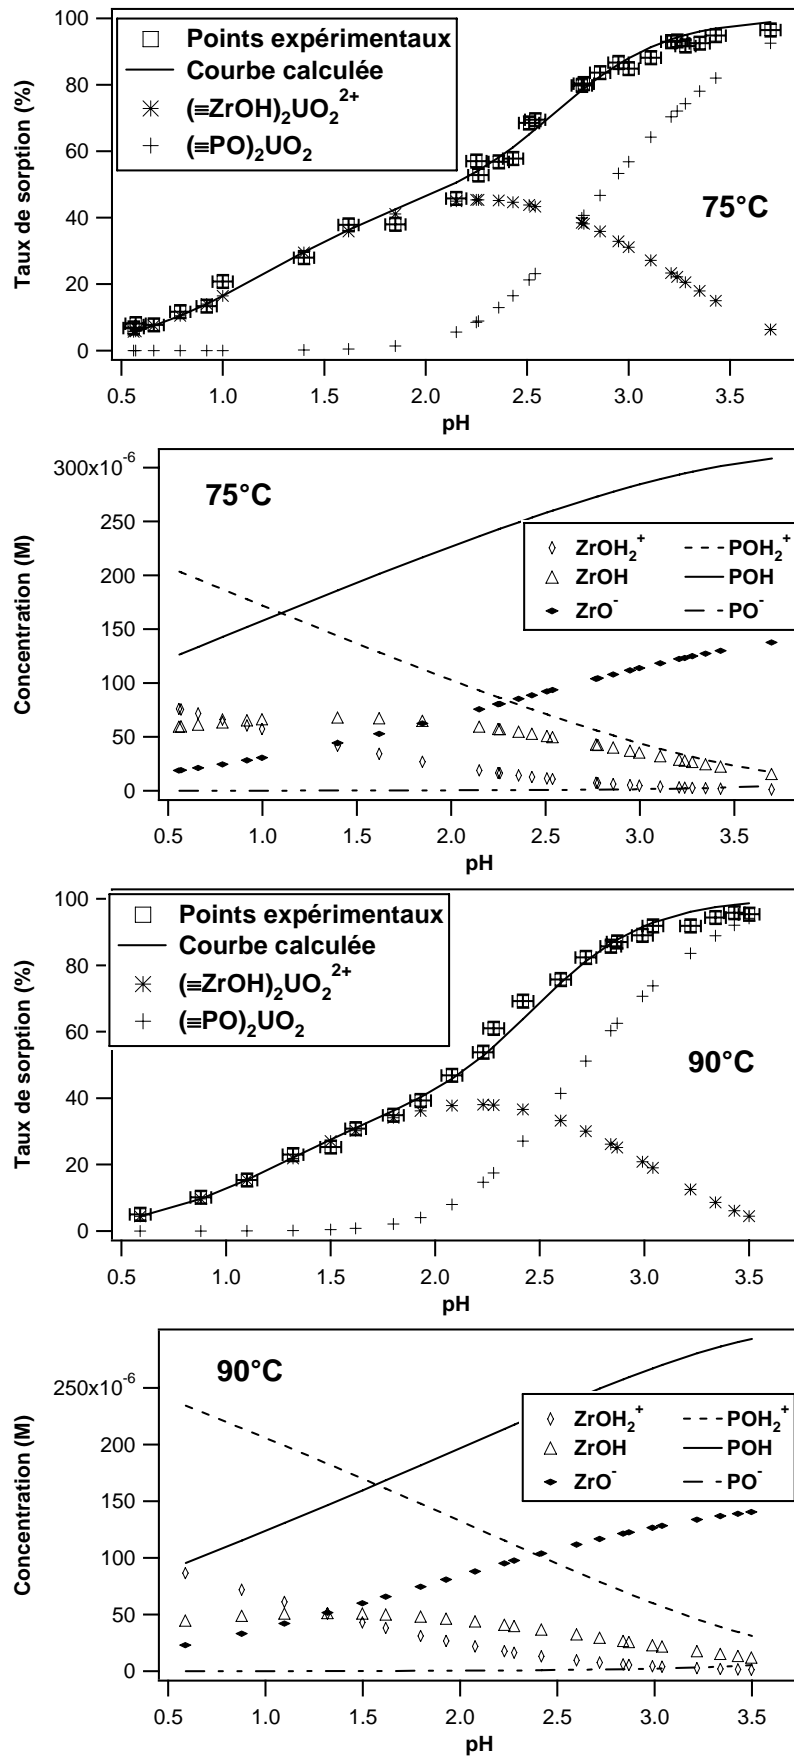 100
80
60
40
20
0
Taux de sorption (%)
Points expérimentaux
Courbe calculée
(≡ZrOH)₂UO₂²⁺
(≡PO)₂UO₂
75°C
0.5 1.0 1.5 2.0 2.5 3.0 3.5
pH
300x10⁻⁶
250
200
150
100
50
0
Concentration (M)
75°C
ZrOH₂⁺ POH₂⁺
ZrOH POH
ZrO⁻ PO⁻
0.5 1.0 1.5 2.0 2.5 3.0 3.5
pH
100
80
60
40
20
0
Taux de sorption (%)
Points expérimentaux
Courbe calculée
(≡ZrOH)₂UO₂²⁺
(≡PO)₂UO₂
90°C
0.5 1.0 1.5 2.0 2.5 3.0 3.5
pH
250x10⁻⁶
200
150
100
50
0
Concentration (M)
90°C
ZrOH₂⁺ POH₂⁺
ZrOH POH
ZrO⁻ PO⁻
0.5 1.0 1.5 2.0 2.5 3.0 3.5
pH